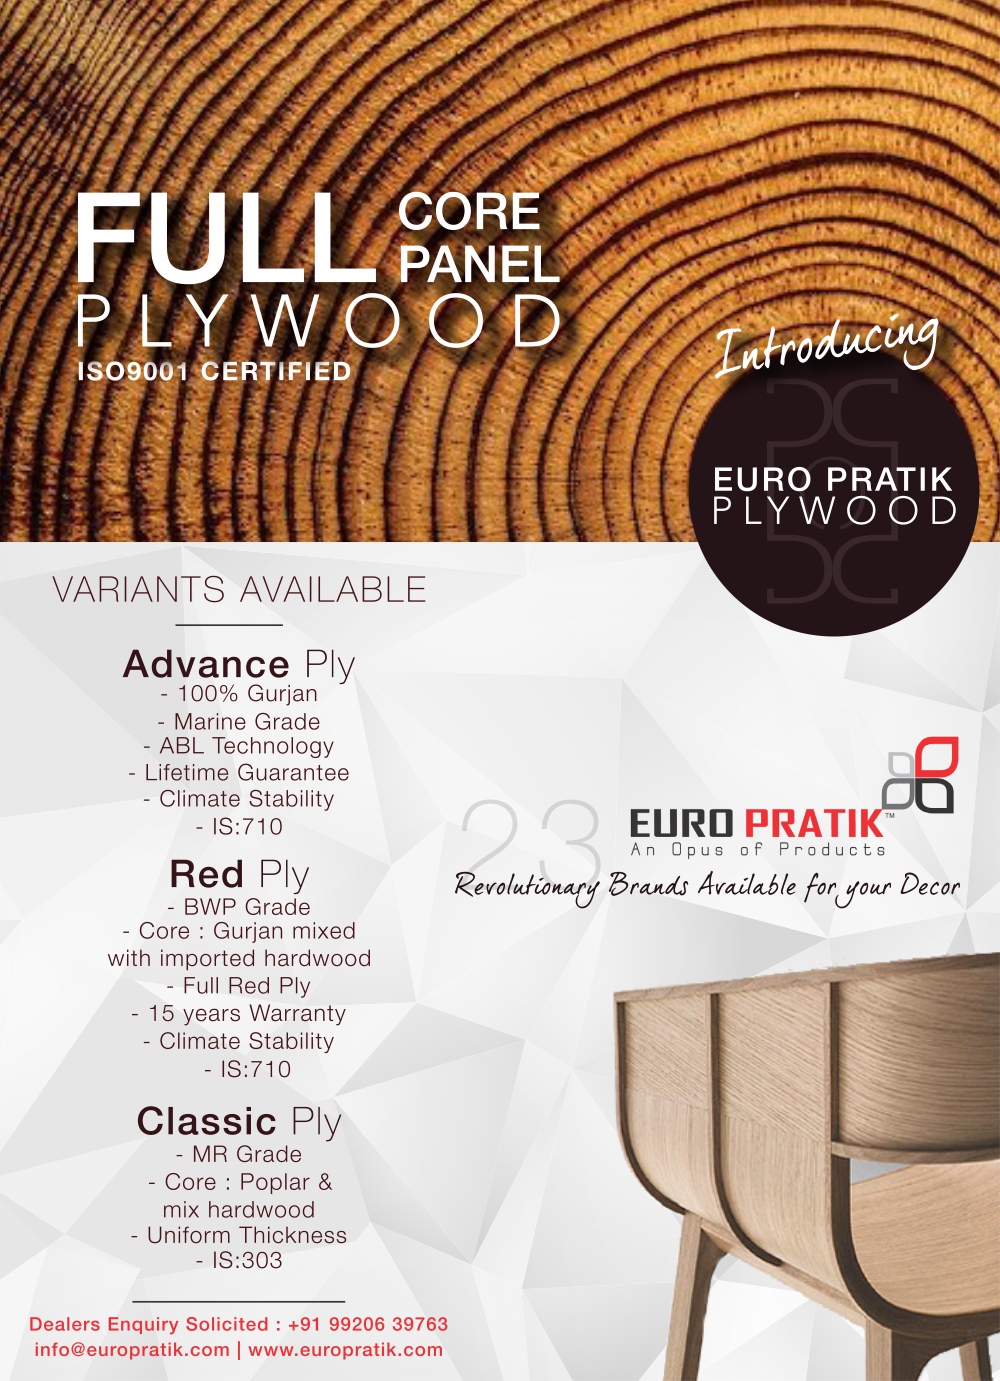 FULL CORE
PANEL
PLYWOOD
ISO9001 CERTIFIED
Introducing
EURO PRATIK
PLYWOOD
VARIANTS AVAILABLE
Advance Ply
- 100% Gurjan
- Marine Grade
- ABL Technology
- Lifetime Guarantee
- Climate Stability
- IS:710
Red Ply
- BWP Grade
- Core : Gurjan mixed
with imported hardwood
- Full Red Ply
- 15 years Warranty
- Climate Stability
- IS:710
Classic Ply
- MR Grade
- Core : Poplar &
mix hardwood
- Uniform Thickness
- IS:303
Dealers Enquiry Solicited : +91 99206 39763
info@europratik.com | www.europratik.com
23
EURO PRATIK™
An Opus of Products
Revolutionary Brands Available for your Decor